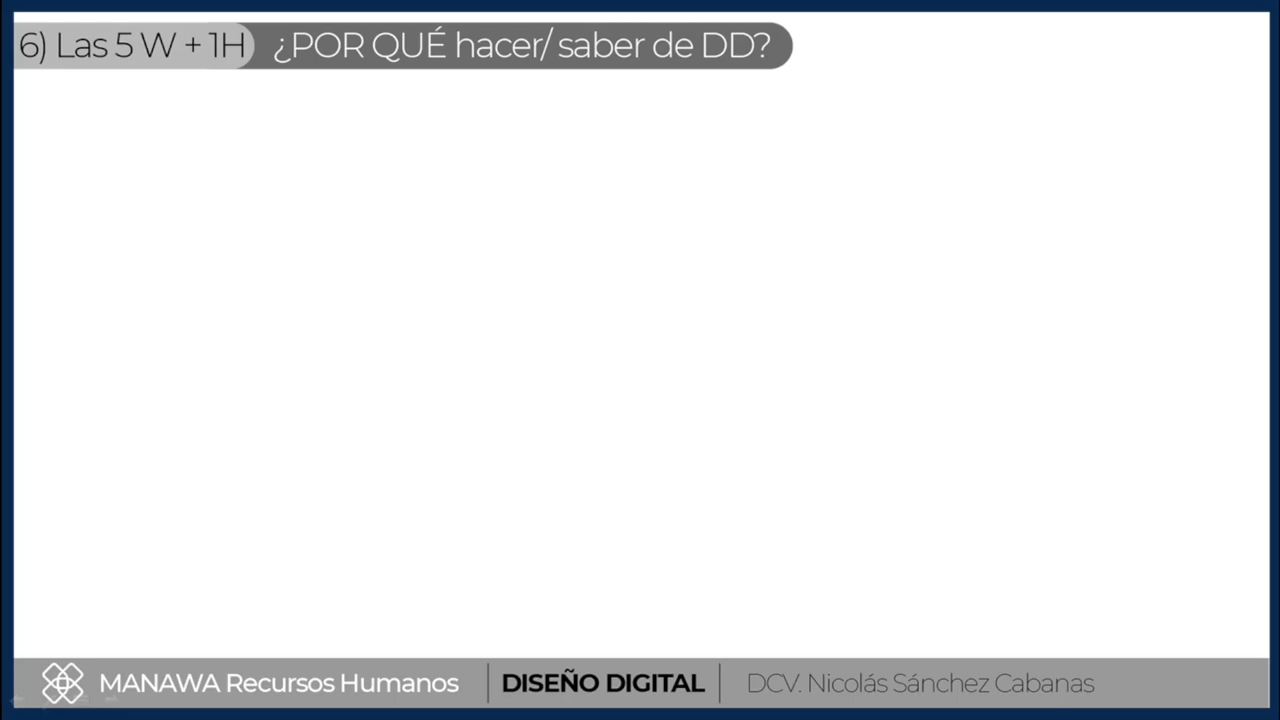 6) Las 5 W + 1H ¿POR QUÉ hacer/ saber de DD?
MANAWA Recursos Humanos DISEÑO DIGITAL DCV. Nicolás Sánchez Cabanas